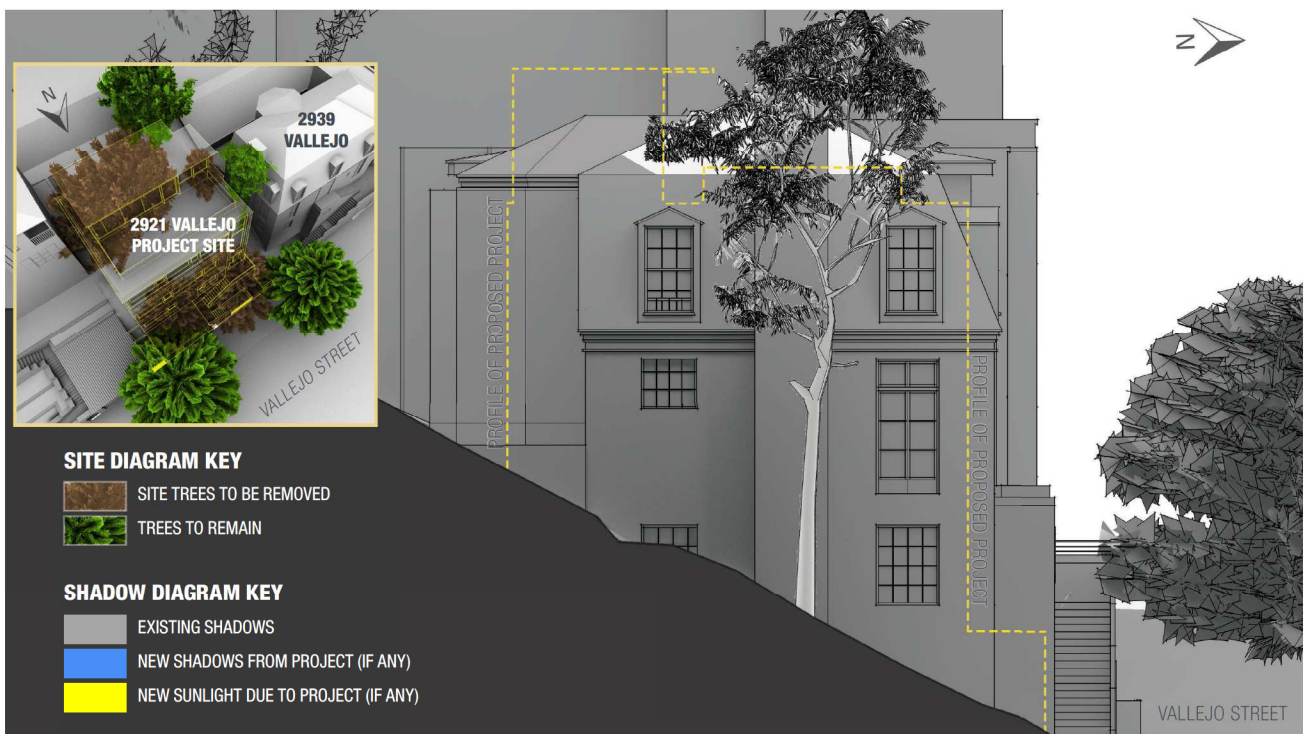 N
N
2939
VALLEJO
2921 VALLEJO
PROJECT SITE
VALLEJO STREET
PROFILE OF PROPOSED PROJECT
PROFILE OF PROPOSED PROJECT
SITE DIAGRAM KEY
SITE TREES TO BE REMOVED
TREES TO REMAIN
SHADOW DIAGRAM KEY
EXISTING SHADOWS
NEW SHADOWS FROM PROJECT (IF ANY)
NEW SUNLIGHT DUE TO PROJECT (IF ANY)
VALLEJO STREET